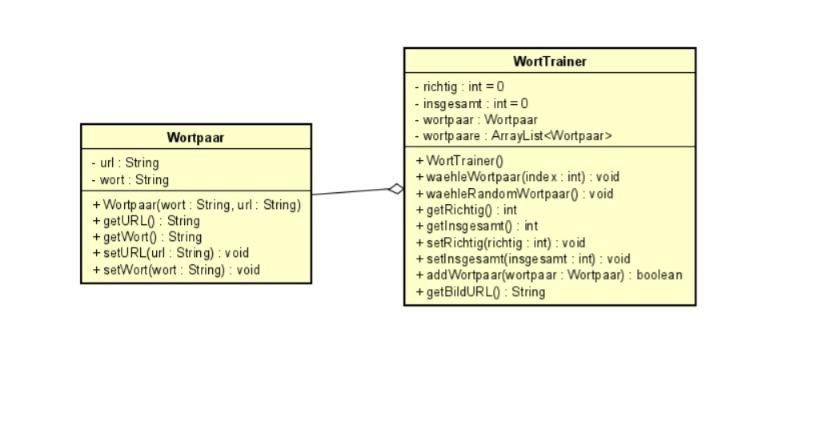 Wortpaar
- url : String
- wort : String
+ Wortpaar(wort : String, url : String)
+ getURL() : String
+ getWort() : String
+ setURL(url : String) : void
+ setWort(wort : String) : void
WortTrainer
- richtig : int = 0
- insgesamt : int = 0
- wortpaar : Wortpaar
- wortpaare : ArrayList<Wortpaar>
+ WortTrainer()
+ waehleWortpaar(index : int) : void
+ waehleRandomWortpaar() : void
+ getRichtig() : int
+ getInsgesamt() : int
+ setRichtig(richtig : int) : void
+ setInsgesamt(insgesamt : int) : void
+ addWortpaar(wortpaar : Wortpaar) : boolean
+ getBildURL() : String